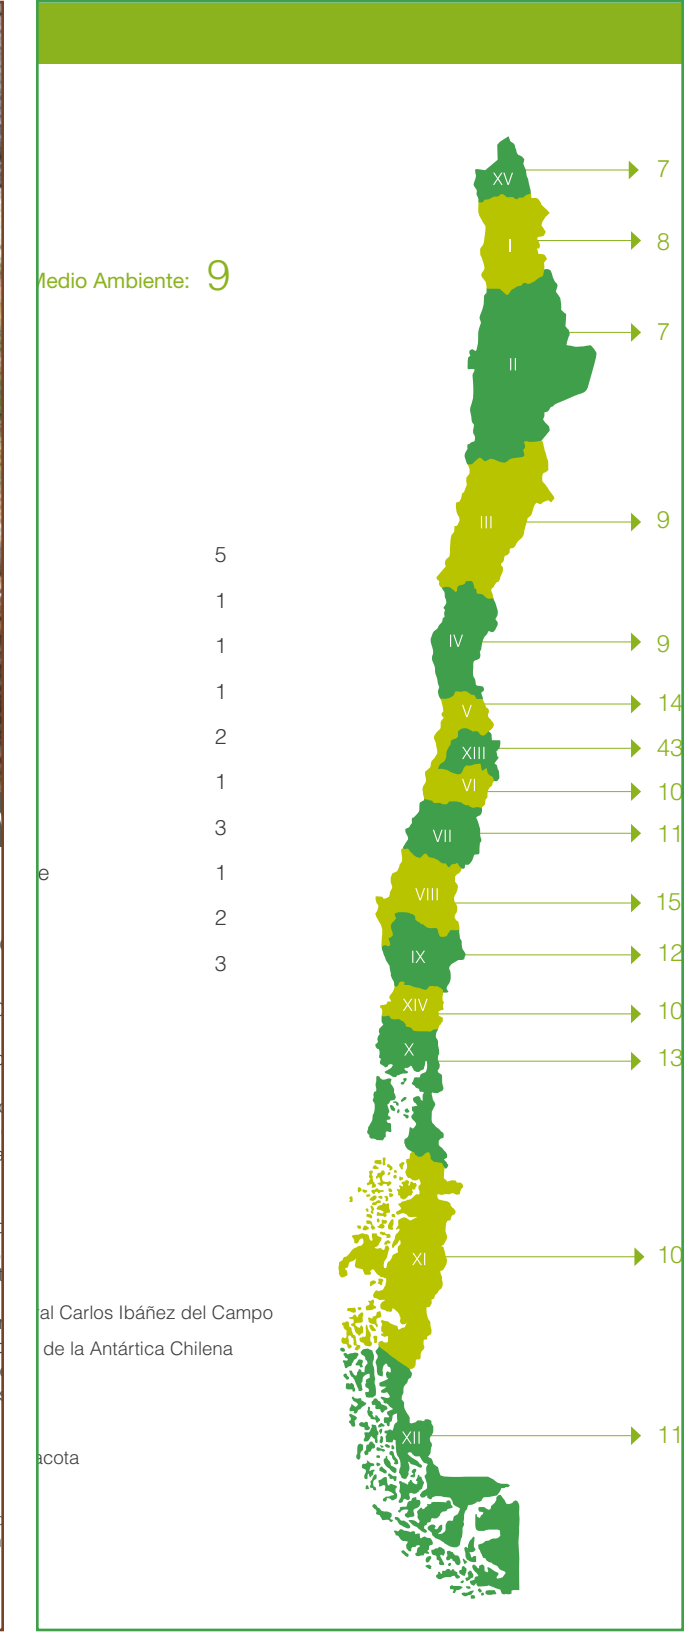 XV 7
I 8
II 7
Medio Ambiente: 9
III 9
5
1
IV 9
1
1
V 14
2
XIII 43
1
VI 10
3
VII 11
e 1
VIII 15
2
IX 12
3
XIV 10
X 13
XI 10
al Carlos Ibáñez del Campo
de la Antártica Chilena
XII 11
acota